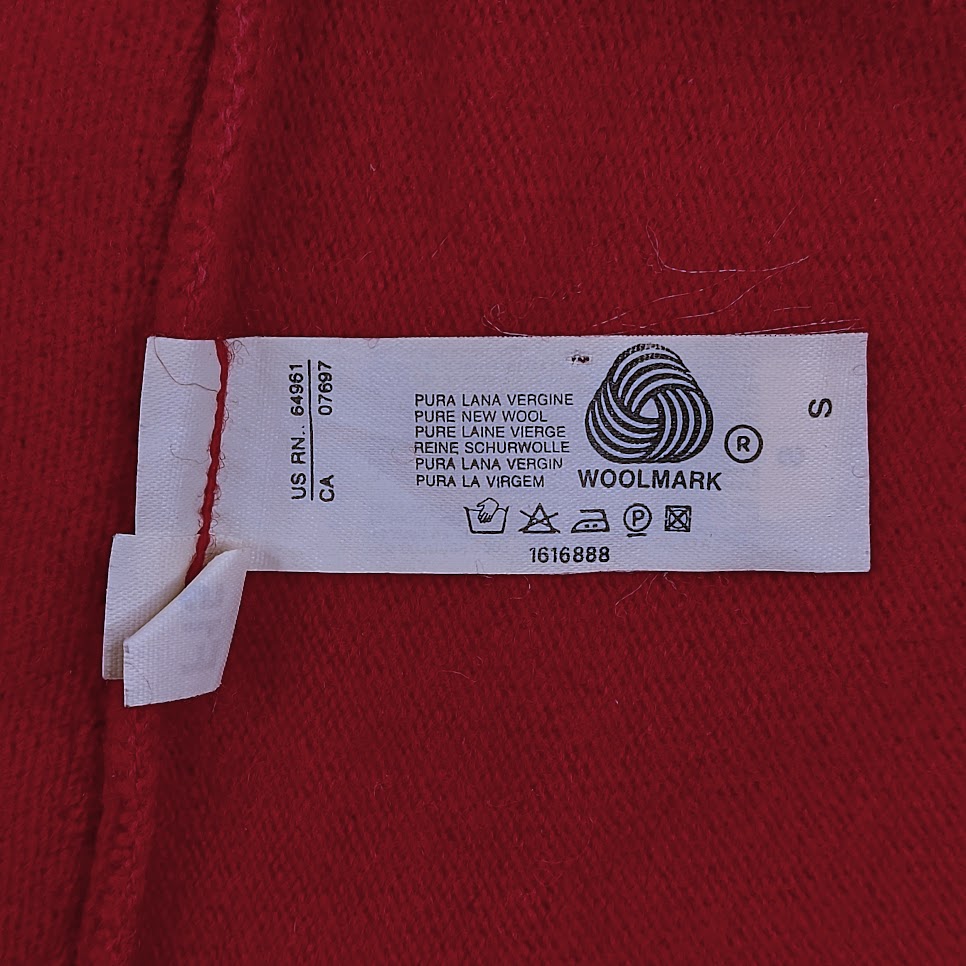 US RN.. 64961
CA 07697
PURA LANA VERGINE
PURE NEW WOOL
PURE LAINE VIERGE
REINE SCHURWOLLE
PURA LANA VERGIN
PURA LA VIRGEM
WOOLMARK
®
S
P
1616888